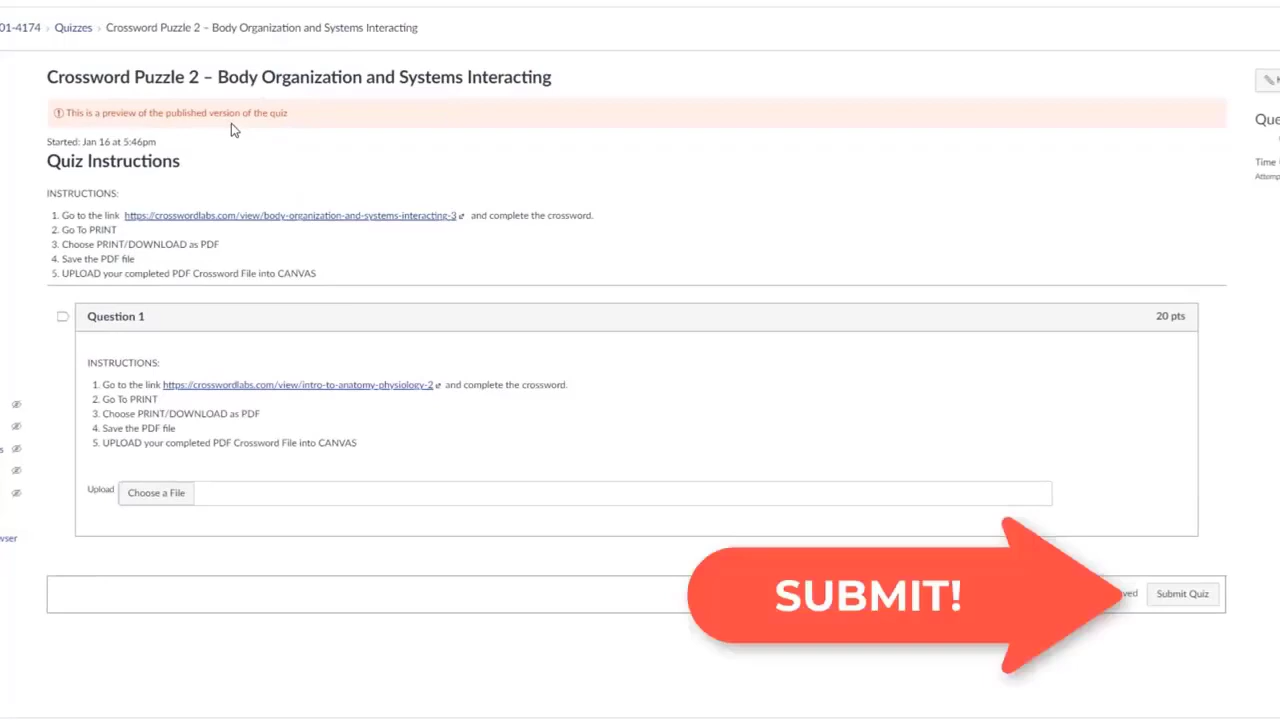 01-4174 › Quizzes › Crossword Puzzle 2 – Body Organization and Systems Interacting
Crossword Puzzle 2 – Body Organization and Systems Interacting
This is a preview of the published version of the quiz
Started: Jan 16 at 5:46pm
Quiz Instructions
INSTRUCTIONS:
1. Go to the link https://crosswordlabs.com/view/body-organization-and-systems-interacting-3 and complete the crossword.
2. Go To PRINT
3. Choose PRINT/DOWNLOAD as PDF
4. Save the PDF file
5. UPLOAD your completed PDF Crossword File into CANVAS
Question 1 20 pts
INSTRUCTIONS:
1. Go to the link https://crosswordlabs.com/view/intro-to-anatomy-physiology-2 and complete the crossword.
2. Go To PRINT
3. Choose PRINT/DOWNLOAD as PDF
4. Save the PDF file
5. UPLOAD your completed PDF Crossword File into CANVAS
Upload Choose a File
SUBMIT!
Submit Quiz
Time